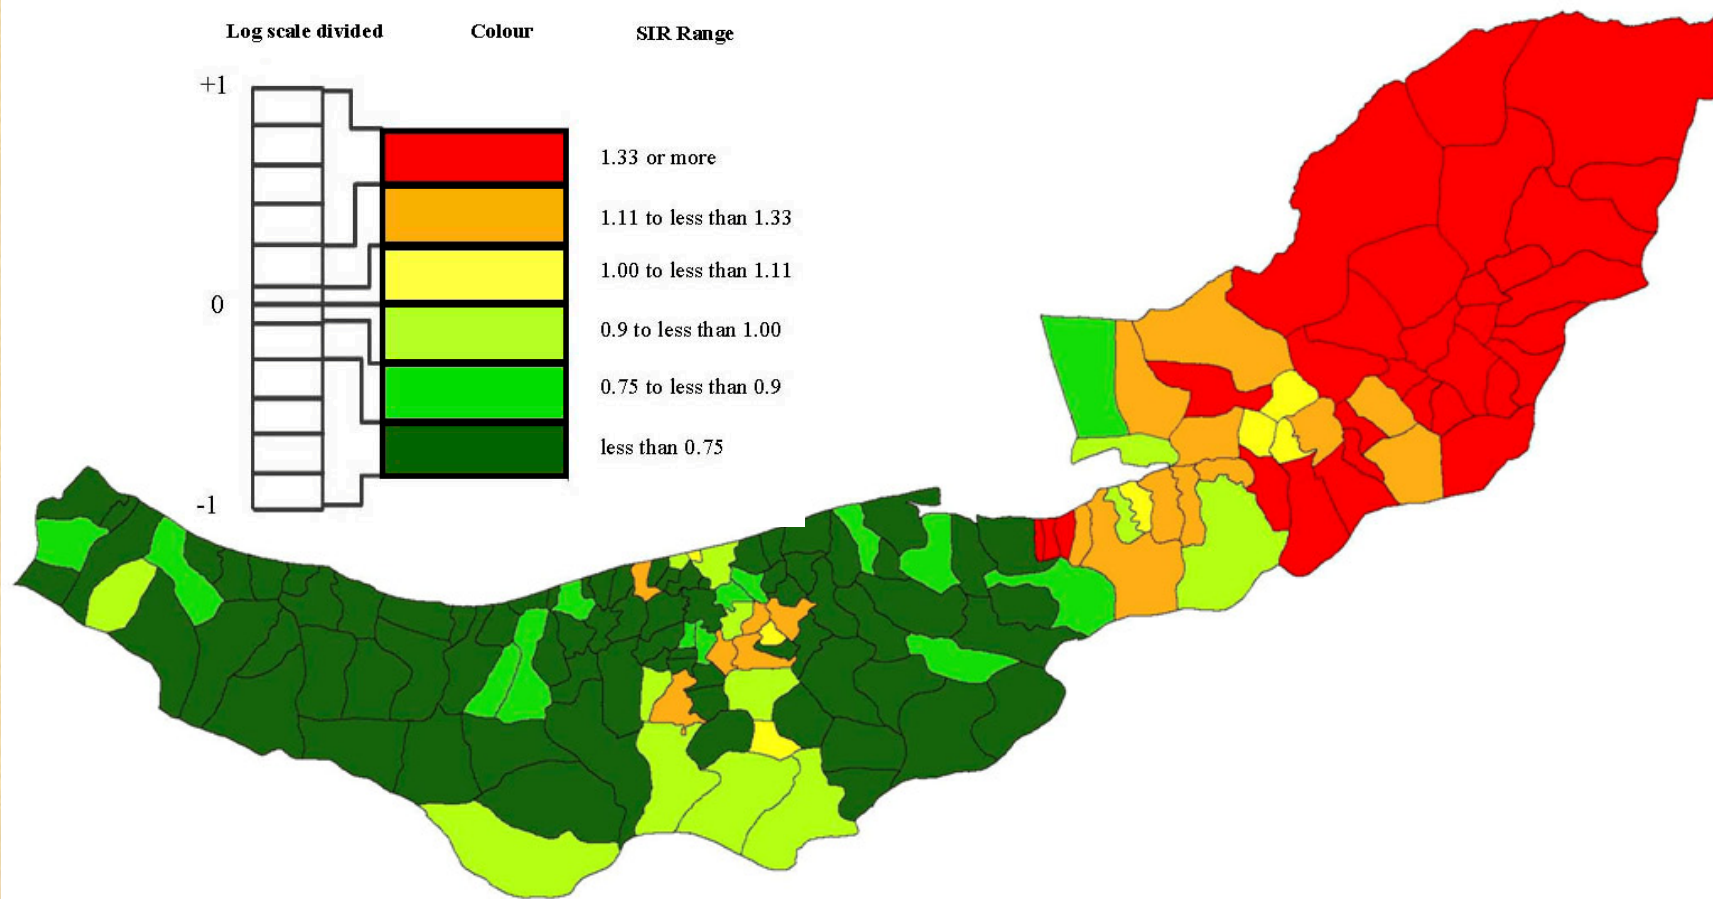 Log scale divided Colour SIR Range
+1
1.33 or more
1.11 to less than 1.33
1.00 to less than 1.11
0
0.9 to less than 1.00
0.75 to less than 0.9
less than 0.75
-1